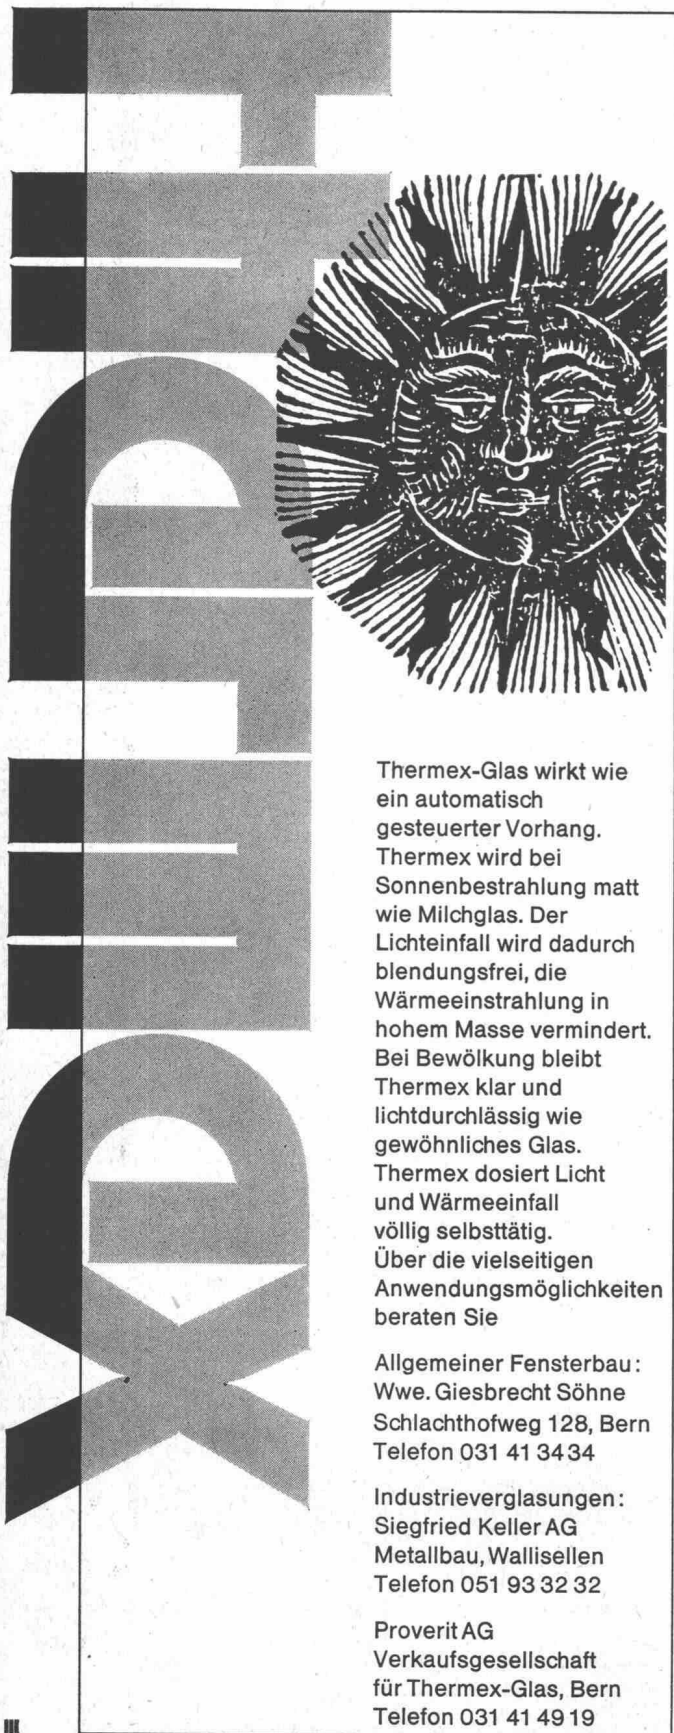 Thermex
Thermex-Glas wirkt wie
ein automatisch
gesteuerter Vorhang.
Thermex wird bei
Sonnenbestrahlung matt
wie Milchglas. Der
Lichteinfall wird dadurch
blendungsfrei, die
Wärmeeinstrahlung in
hohem Masse vermindert.
Bei Bewölkung bleibt
Thermex klar und
lichtdurchlässig wie
gewöhnliches Glas.
Thermex dosiert Licht
und Wärmeeinfall
völlig selbsttätig.
Über die vielseitigen
Anwendungsmöglichkeiten
beraten Sie
Allgemeiner Fensterbau:
Wwe. Giesbrecht Söhne
Schlachthofweg 128, Bern
Telefon 031 41 34 34
Industrieverglasungen:
Siegfried Keller AG
Metallbau, Wallisellen
Telefon 051 93 32 32
Proverit AG
Verkaufsgesellschaft
für Thermex-Glas, Bern
Telefon 031 41 49 19